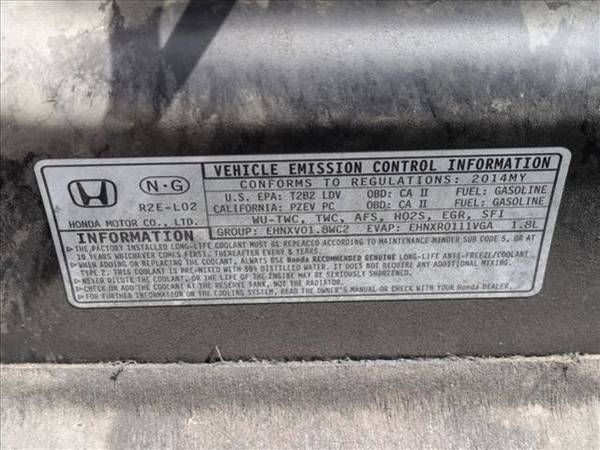 N·G
R2E-L02
HONDA MOTOR CO., LTD.
VEHICLE EMISSION CONTROL INFORMATION
CONFORMS TO REGULATIONS: 2014MY
U.S. EPA: T2B2 LDV OBD: CA II FUEL: GASOLINE
CALIFORNIA: PZEV PC OBD: CA II FUEL: GASOLINE
WU-TWC, TWC, AFS, HO2S, EGR, SFI
GROUP: EHNXV01.8WC2 EVAP: EHNXR0111VGA 1.8L
INFORMATION
▶THE FACTORY INSTALLED LONG-LIFE COOLANT MUST BE REPLACED ACCORDING TO MAINTENANCE MINDER SUB CODE 5, OR AT
10 YEARS WHICHEVER COMES FIRST. THEREAFTER EVERY 5 YEARS.
▶WHEN ADDING OR REPLACING THE COOLANT, ALWAYS USE Honda RECOMMENDED GENUINE LONG-LIFE ANTI-FREEZE/COOLANT
TYPE 2. THIS COOLANT IS PRE-MIXED WITH 50% DISTILLED WATER. IT DOES NOT REQUIRE ANY ADDITIONAL MIXING.
▶NEVER DILUTE THE COOLANT, OR THE LIFE OF THE ENGINE MAY BE SERIOUSLY SHORTENED.
▶CHECK OR ADD THE COOLANT AT THE RESERVE TANK, NOT THE RADIATOR.
▶FOR FURTHER INFORMATION ON THE COOLING SYSTEM, READ THE OWNER'S MANUAL OR CHECK WITH YOUR Honda DEALER.